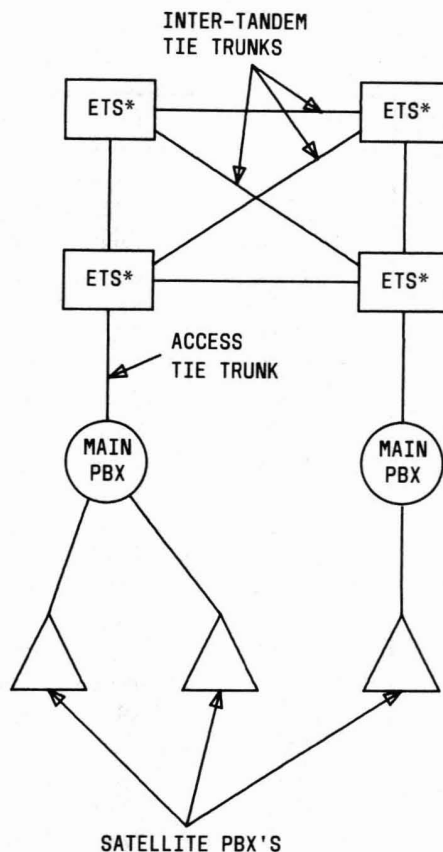 INTER-TANDEM
TIE TRUNKS
ETS*
ETS*
ETS*
ETS*
ACCESS
TIE TRUNK
MAIN
PBX
MAIN
PBX
SATELLITE PBX'S